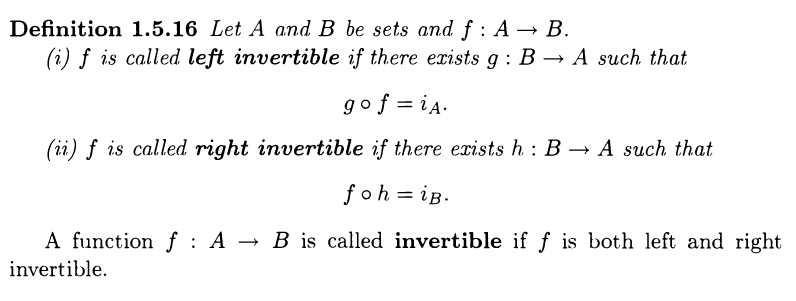 Definition 1.5.16 Let A and B be sets and f : A → B.
(i) f is called left invertible if there exists g : B → A such that
g ∘ f = i_A.
(ii) f is called right invertible if there exists h : B → A such that
f ∘ h = i_B.
A function f : A → B is called invertible if f is both left and right
invertible.